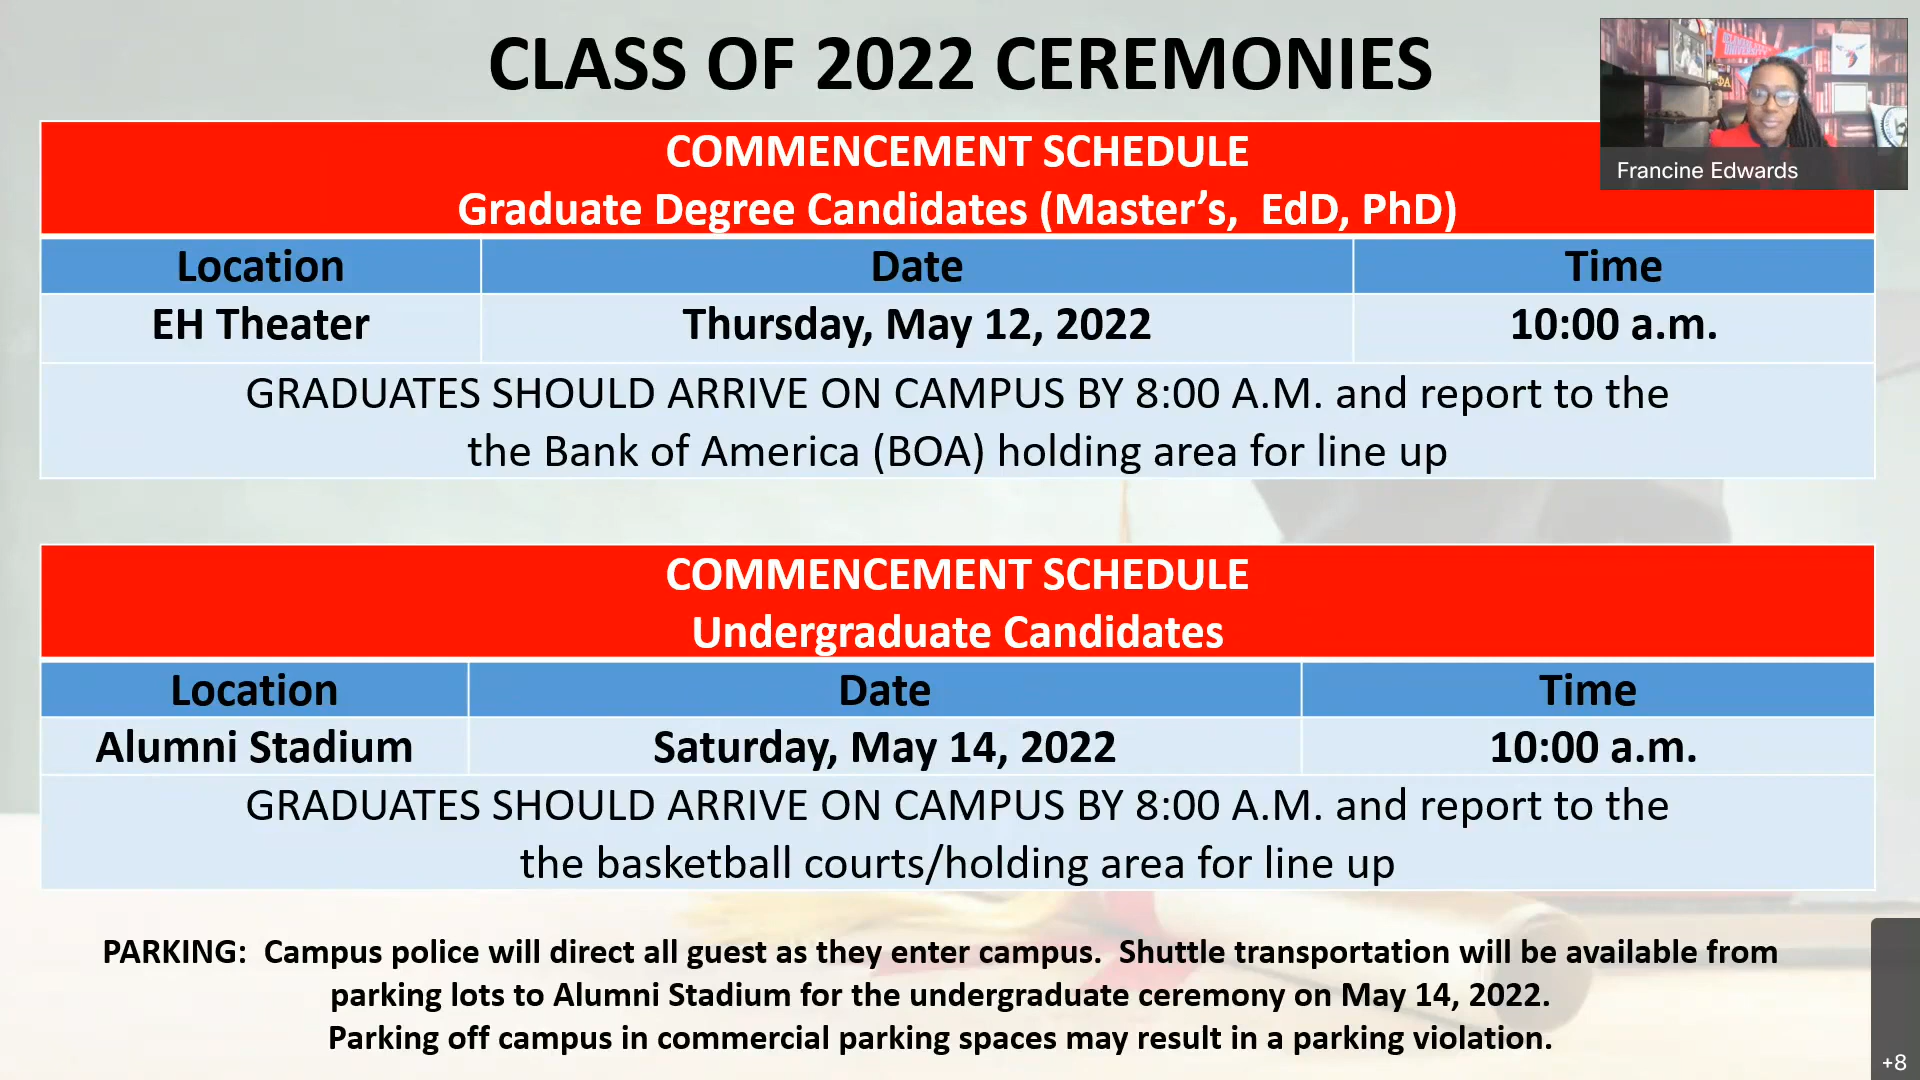 CLASS OF 2022 CEREMONIES
COMMENCEMENT SCHEDULE
Graduate Degree Candidates (Master's,  EdD, PhD)
Location Date Time
EH Theater Thursday, May 12, 2022 10:00 a.m.
GRADUATES SHOULD ARRIVE ON CAMPUS BY 8:00 A.M. and report to the
the Bank of America (BOA) holding area for line up
COMMENCEMENT SCHEDULE
Undergraduate Candidates
Location Date Time
Alumni Stadium Saturday, May 14, 2022 10:00 a.m.
GRADUATES SHOULD ARRIVE ON CAMPUS BY 8:00 A.M. and report to the
the basketball courts/holding area for line up
PARKING:  Campus police will direct all guest as they enter campus.  Shuttle transportation will be available from
parking lots to Alumni Stadium for the undergraduate ceremony on May 14, 2022.
Parking off campus in commercial parking spaces may result in a parking violation.
Francine Edwards
+8